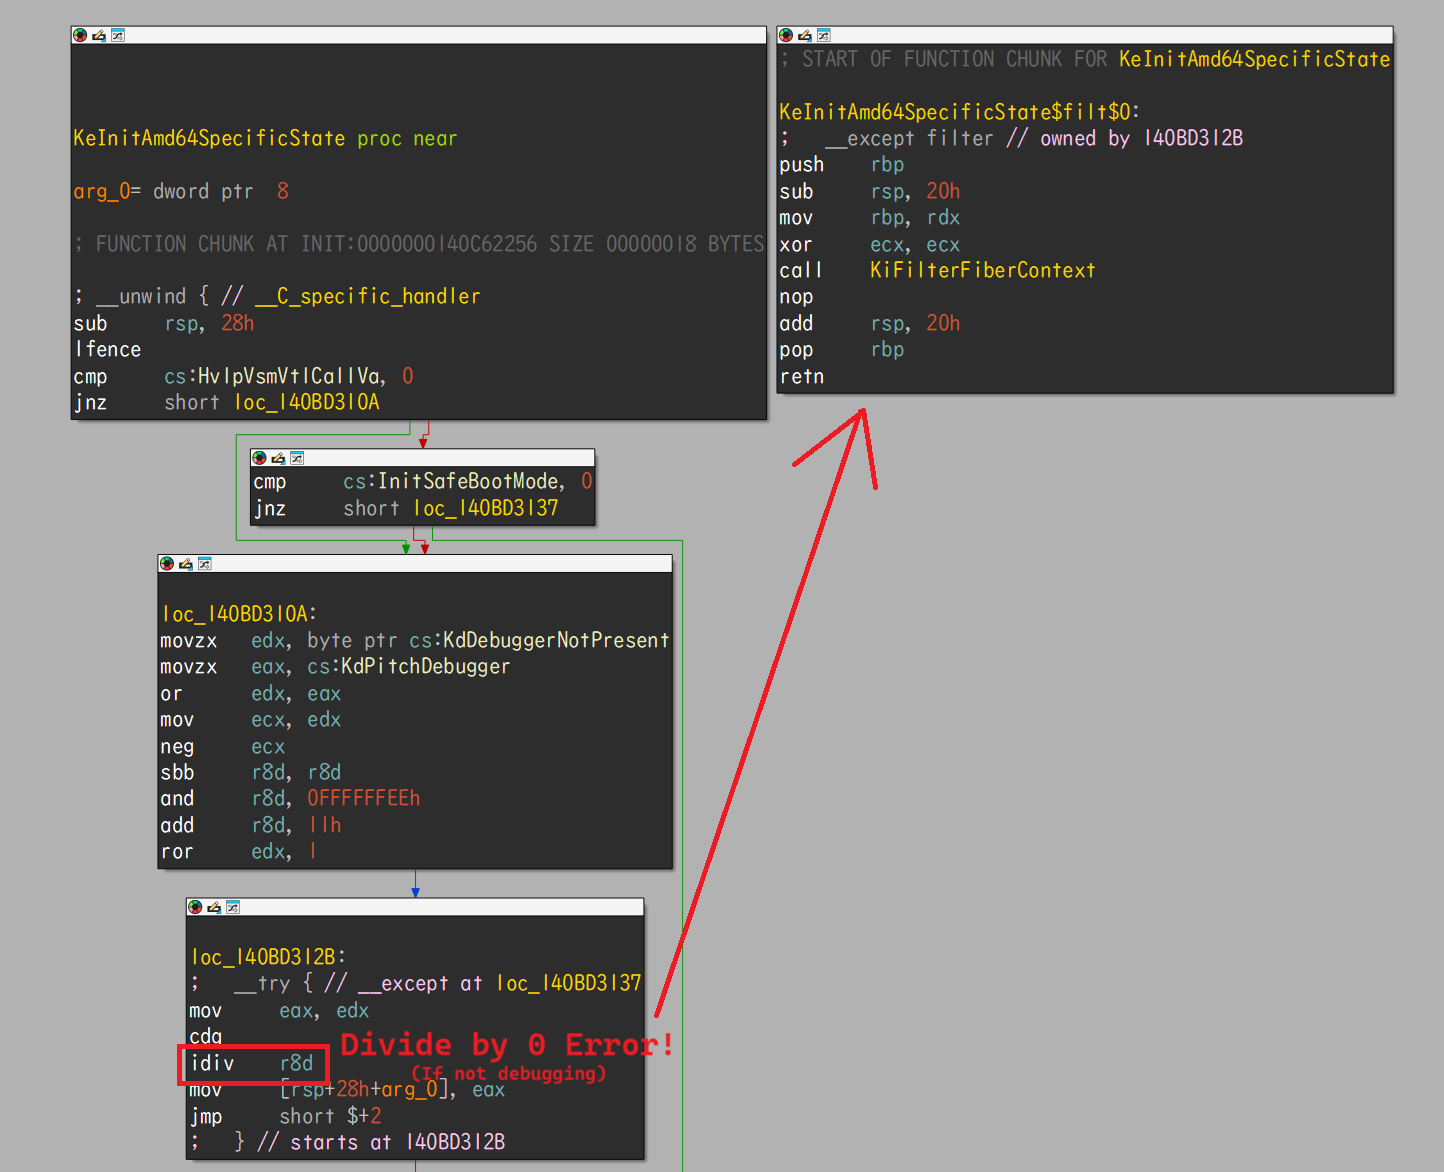 KeInitAmd64SpecificState proc near
arg_0= dword ptr  8
; FUNCTION CHUNK AT INIT:0000000140C62256 SIZE 00000018 BYTES
; __unwind { // __C_specific_handler
sub rsp, 28h
lfence
cmp cs:HvlpVsmVtlCallVa, 0
jnz short loc_140BD310A
cmp cs:InitSafeBootMode, 0
jnz short loc_140BD3137
loc_140BD310A:
movzx edx, byte ptr cs:KdDebuggerNotPresent
movzx eax, cs:KdPitchDebugger
or edx, eax
mov ecx, edx
neg ecx
sbb r8d, r8d
and r8d, 0FFFFFFEEh
add r8d, 11h
ror edx, 1
loc_140BD312B:
; __try { // __except at loc_140BD3137
mov eax, edx
cdq
idiv r8d
Divide by 0 Error!
(If not debugging)
mov [rsp+28h+arg_0], eax
jmp short $+2
; } // starts at 140BD312B
; START OF FUNCTION CHUNK FOR KeInitAmd64SpecificState
KeInitAmd64SpecificState$filt$0:
; __except filter // owned by 140BD312B
push rbp
sub rsp, 20h
mov rbp, rdx
xor ecx, ecx
call KiFilterFiberContext
nop
add rsp, 20h
pop rbp
retn